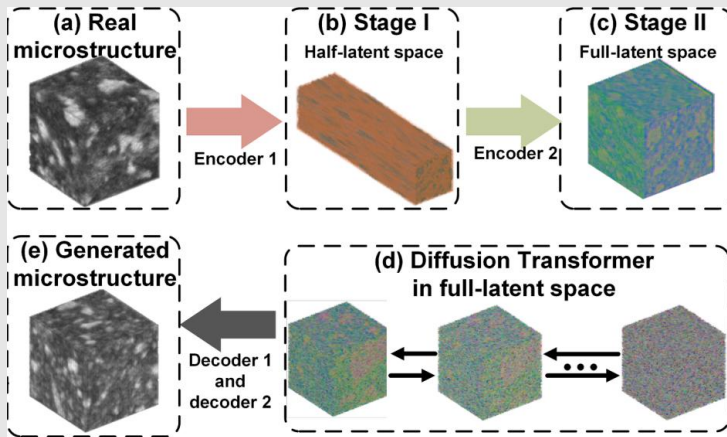 (a) Real
microstructure
(b) Stage I
Half-latent space
(c) Stage II
Full-latent space
Encoder 1
Encoder 2
(e) Generated
microstructure
(d) Diffusion Transformer
in full-latent space
Decoder 1
and
decoder 2